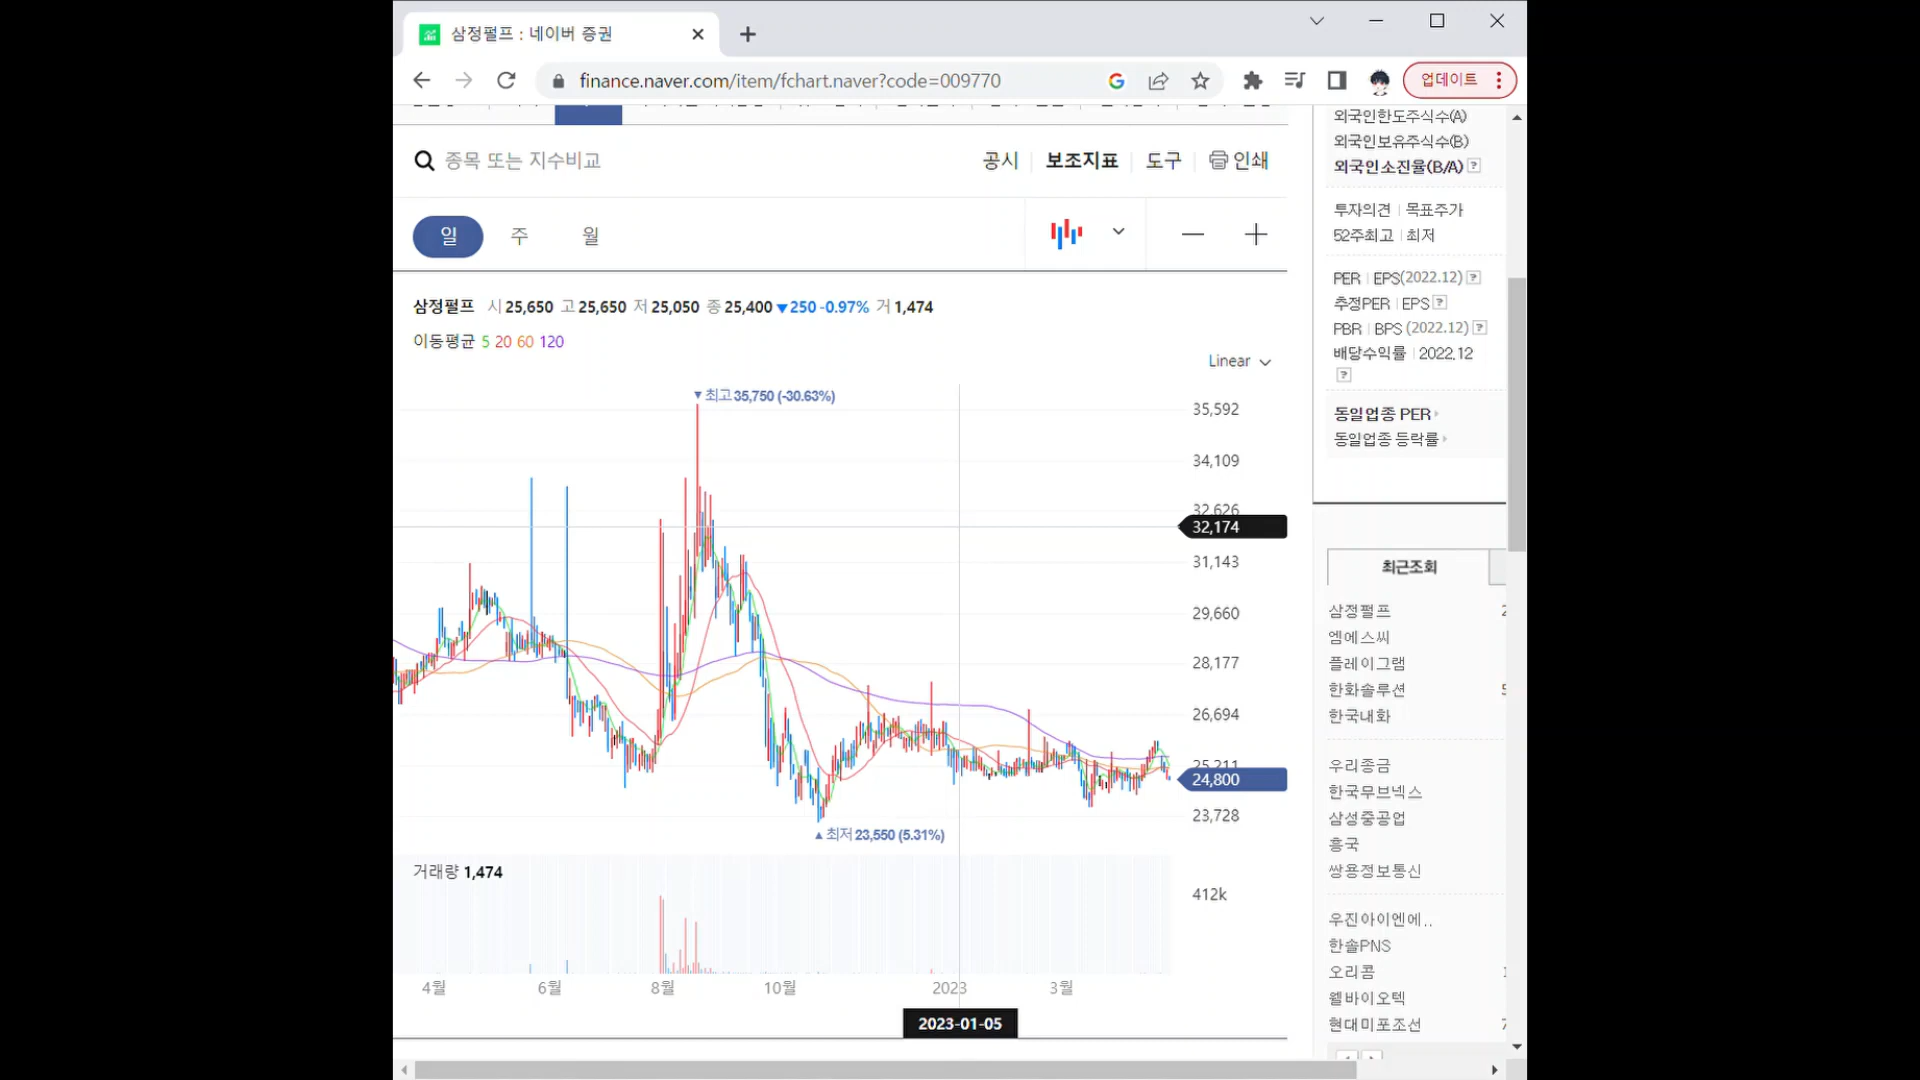 삼정펄프 : 네이버 증권
finance.naver.com/item/fchart.naver?code=009770
업데이트
종목 또는 지수비교
공시
보조지표
도구
인쇄
일
주
월
삼정펄프 시 25,650 고 25,650 저 25,050 종 25,400 ▼250 -0.97% 거 1,474
이동평균 5 20 60 120
Linear
▼최고 35,750 (-30.63%)
35,592
34,109
32,626
32,174
31,143
29,660
28,177
26,694
25,211
24,800
23,728
▲최저 23,550 (5.31%)
거래량 1,474
412k
4월
6월
8월
10월
2023
3월
2023-01-05
외국인한도주식수(A)
외국인보유주식수(B)
외국인소진율(B/A) ?
투자의견 | 목표주가
52주최고 | 최저
PER | EPS(2022.12) ?
추정PER | EPS ?
PBR | BPS (2022.12) ?
배당수익률 | 2022.12
?
동일업종 PER
동일업종 등락률
최근조회
삼정펄프 2
엠에스씨
플레이그램
한화솔루션 5
한국내화
우리종금
한국무브넥스
삼성중공업
흥국
쌍용정보통신
우진아이엔에..
한솔PNS
오리콤 1
웰바이오텍
현대미포조선 7